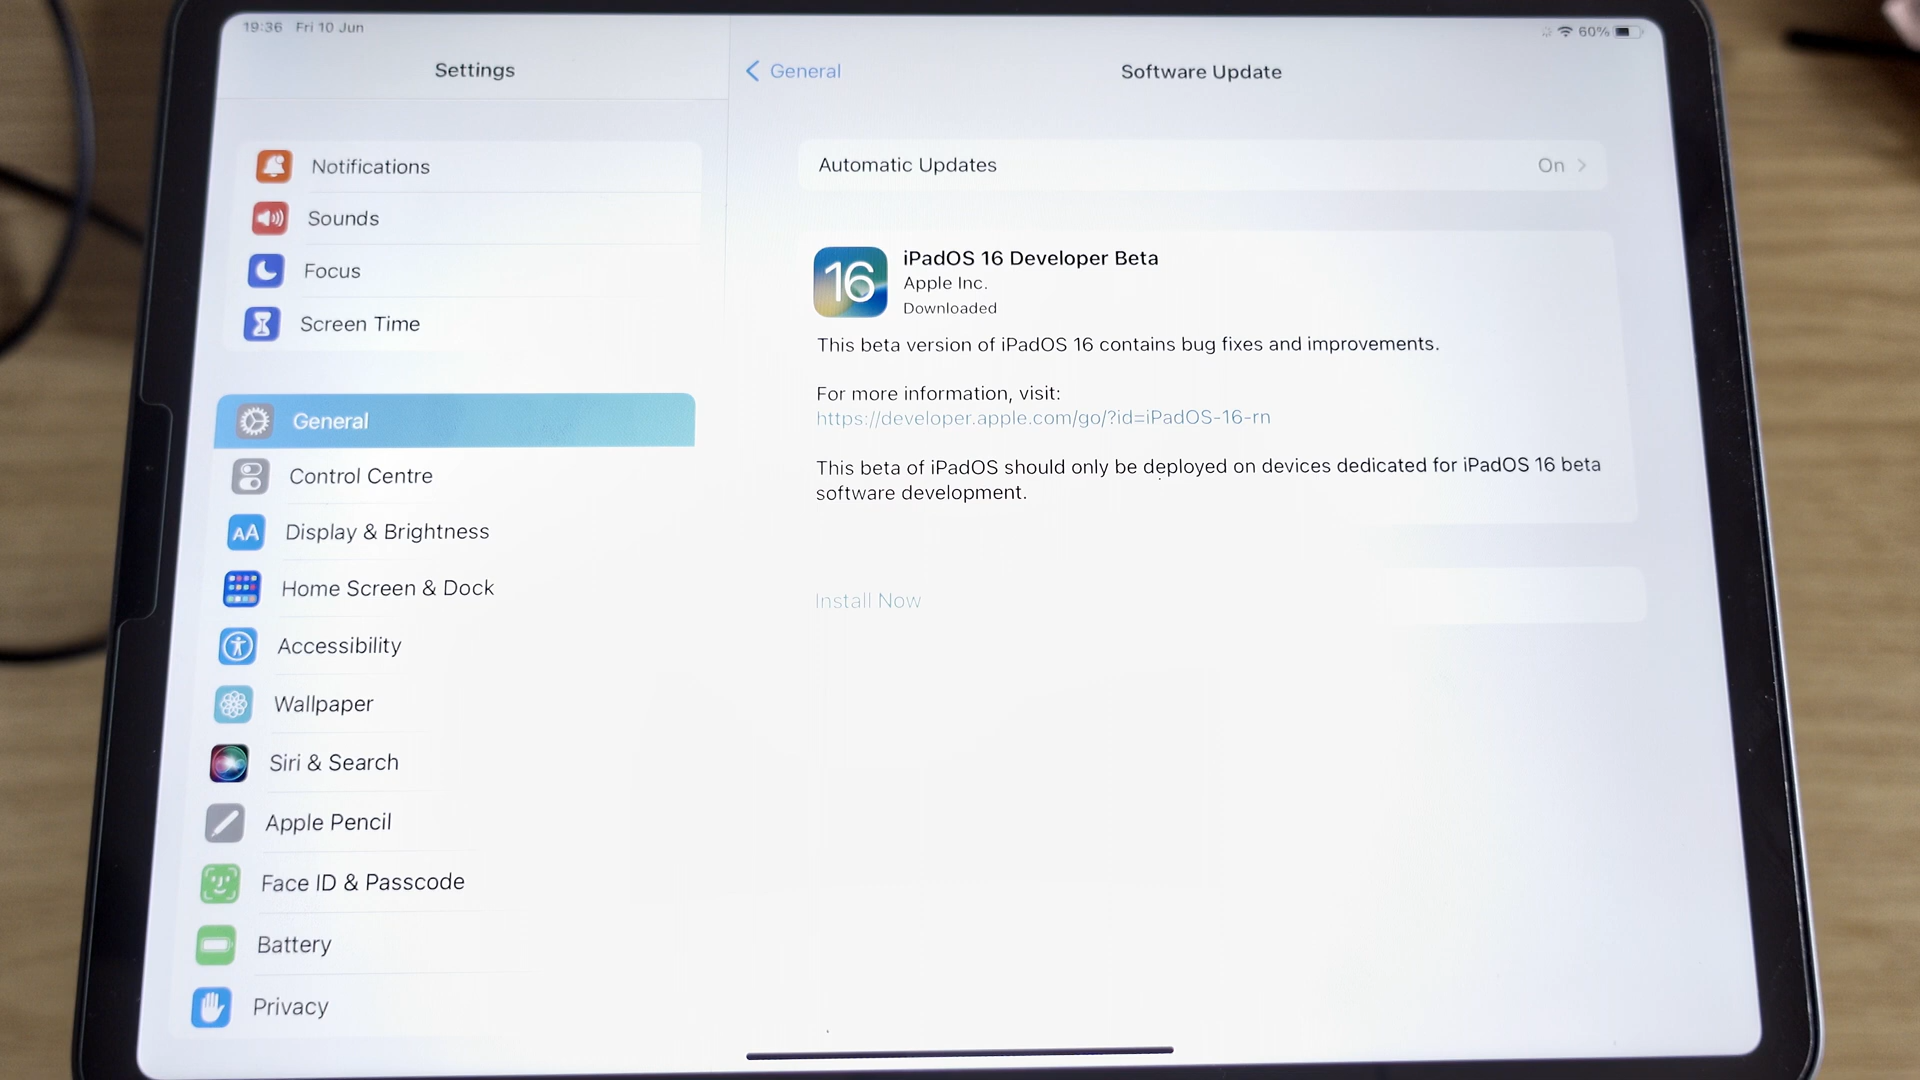 19:36 Fri 10 Jun
60%
Settings
Notifications
Sounds
Focus
Screen Time
General
Control Centre
AA
Display & Brightness
Home Screen & Dock
Accessibility
Wallpaper
Siri & Search
Apple Pencil
Face ID & Passcode
Battery
Privacy
General
Software Update
Automatic Updates On
16
iPadOS 16 Developer Beta
Apple Inc.
Downloaded
This beta version of iPadOS 16 contains bug fixes and improvements.
For more information, visit:
https://developer.apple.com/go/?id=iPadOS-16-rn
This beta of iPadOS should only be deployed on devices dedicated for iPadOS 16 beta
software development.
Install Now